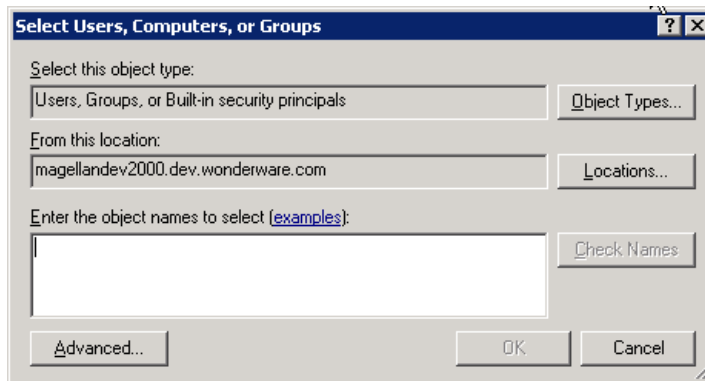 Select Users, Computers, or Groups
Select this object type:
Users, Groups, or Built-in security principals
Object Types...
From this location:
magellandev2000.dev.wonderware.com
Locations...
Enter the object names to select (examples):
Check Names
Advanced...
OK
Cancel